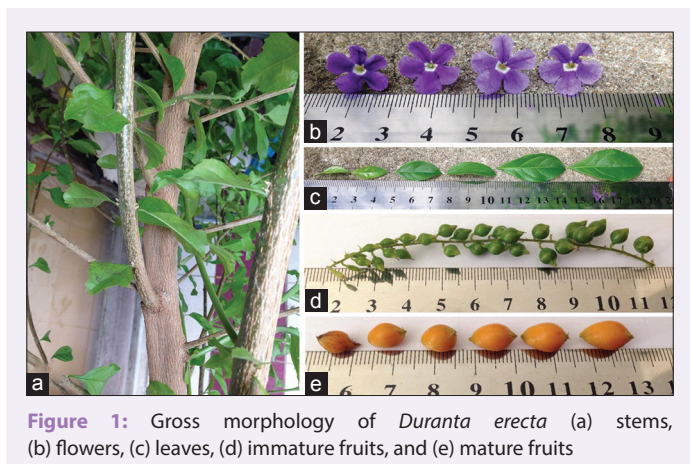 a
b
2 3 4 5 6 7 8 9
c
1 2 3 4 5 6 7 8 9 10 11 12 13 14 15 16 17 18 19
d
2 3 4 5 6 7 8 9 10 11 12
e
6 7 8 9 10 11 12 13
Figure 1: Gross morphology of Duranta erecta (a) stems,
(b) flowers, (c) leaves, (d) immature fruits, and (e) mature fruits